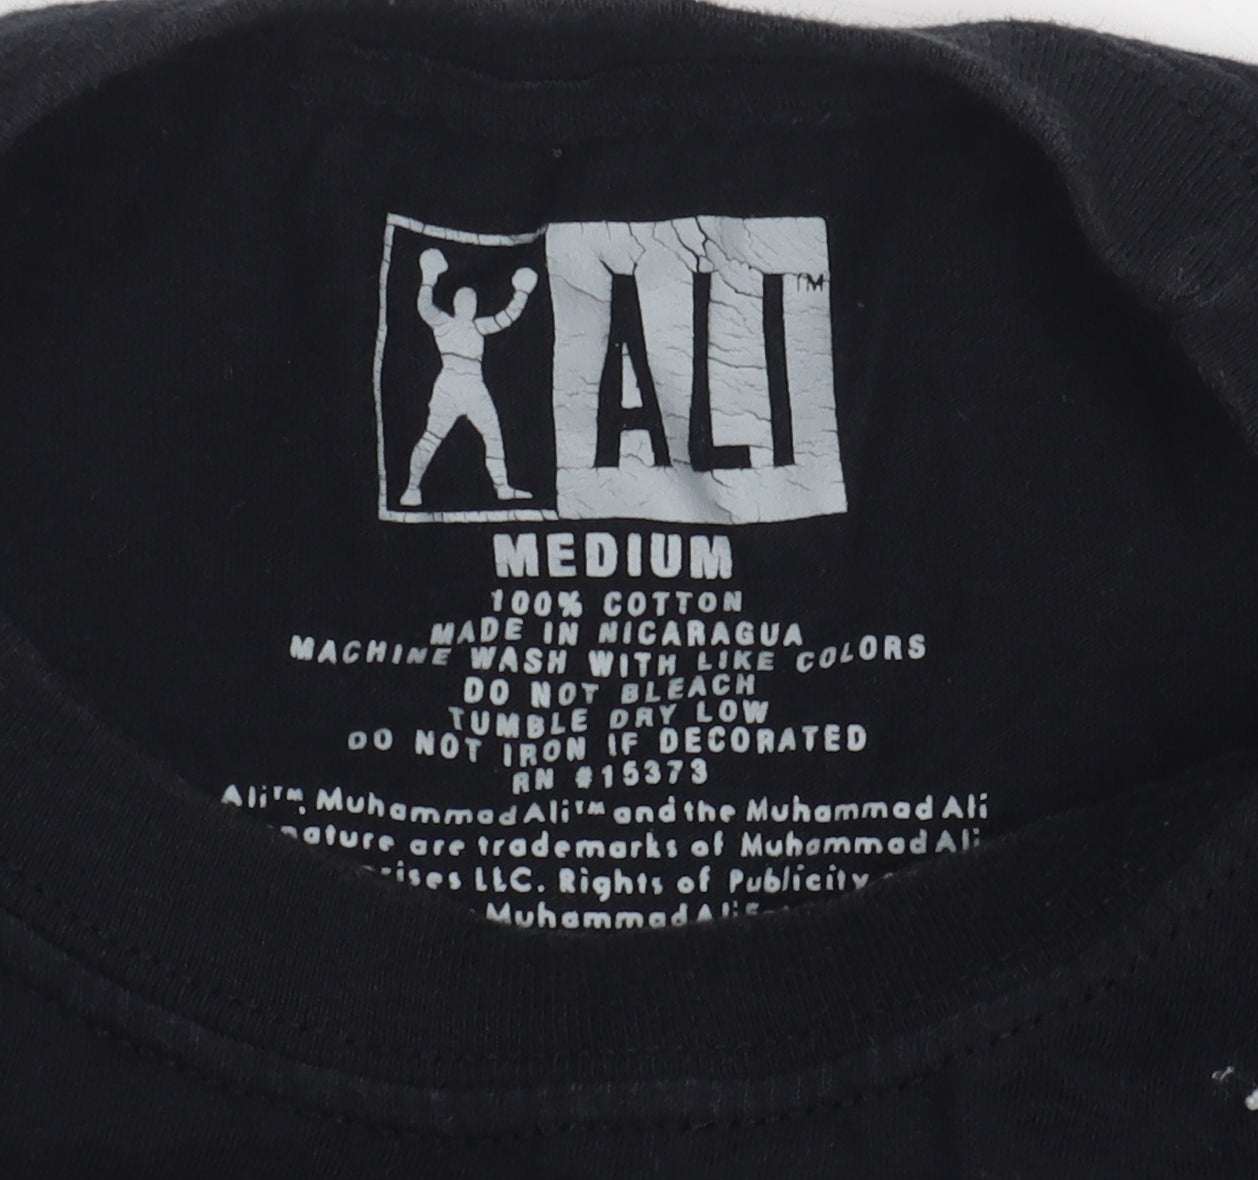 ALI™
MEDIUM
100% COTTON
MADE IN NICARAGUA
MACHINE WASH WITH LIKE COLORS
DO NOT BLEACH
TUMBLE DRY LOW
DO NOT IRON IF DECORATED
RN #15373
Ali™, Muhammad Ali™ and the Muhammad Ali
nature are trademarks of Muhammad Ali
rises LLC. Rights of Publicity
Muhammad Ali